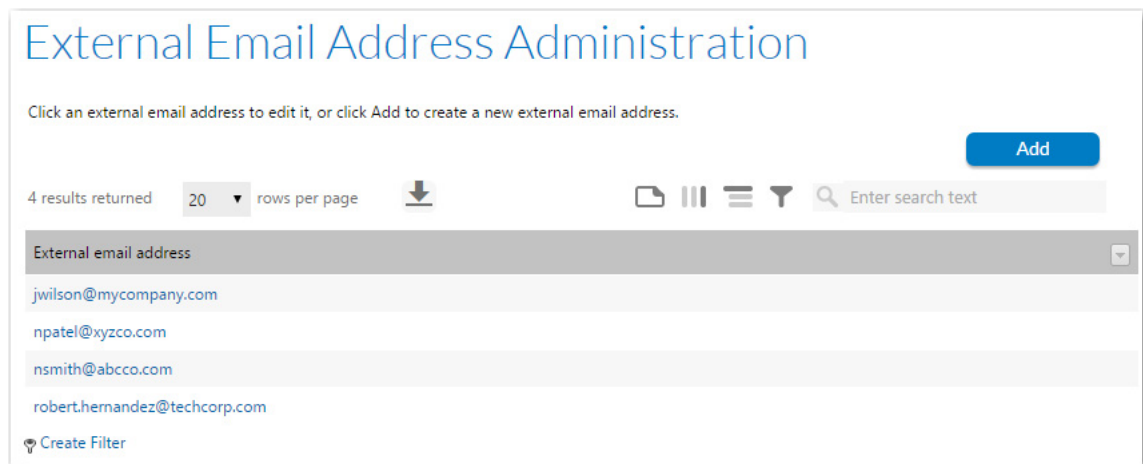 External Email Address Administration
Click an external email address to edit it, or click Add to create a new external email address.
Add
4 results returned 20 rows per page Enter search text
External email address
jwilson@mycompany.com
npatel@xyzco.com
nsmith@abcco.com
robert.hernandez@techcorp.com
Create Filter